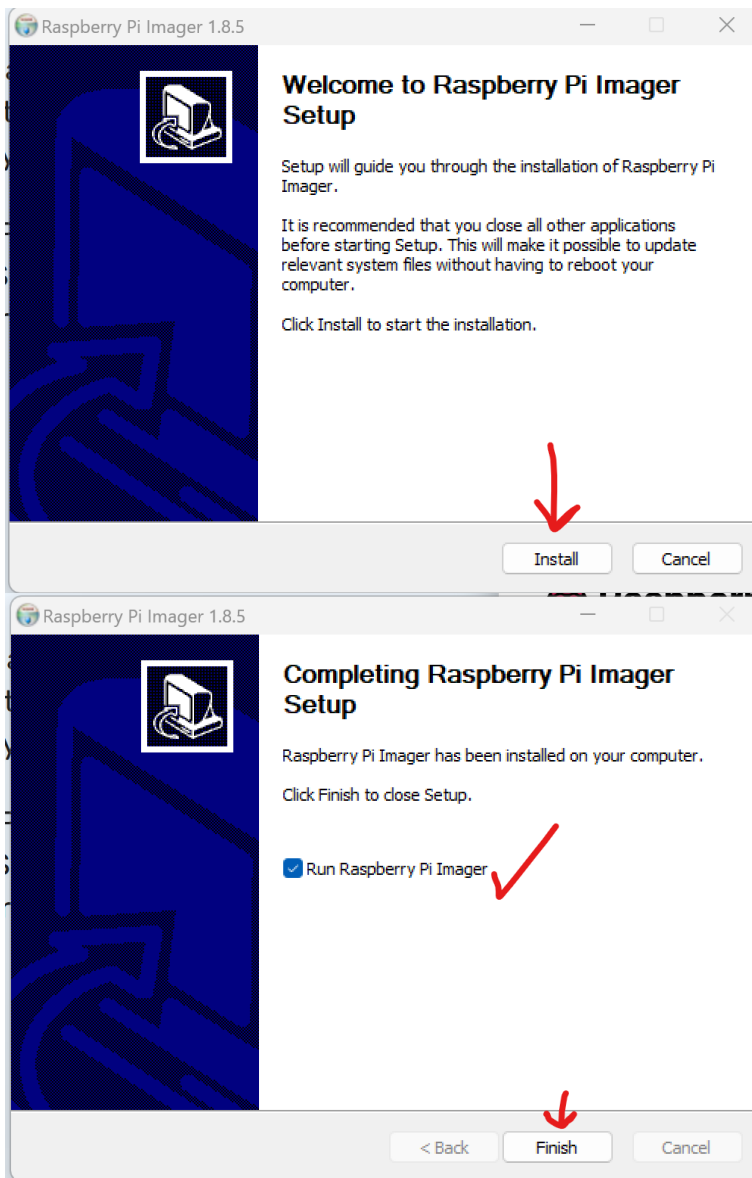 Raspberry Pi Imager 1.8.5
Welcome to Raspberry Pi Imager
Setup
Setup will guide you through the installation of Raspberry Pi
Imager.
It is recommended that you close all other applications
before starting Setup. This will make it possible to update
relevant system files without having to reboot your
computer.
Click Install to start the installation.
Install
Cancel
Raspberry Pi Imager 1.8.5
Completing Raspberry Pi Imager
Setup
Raspberry Pi Imager has been installed on your computer.
Click Finish to close Setup.
Run Raspberry Pi Imager
< Back
Finish
Cancel